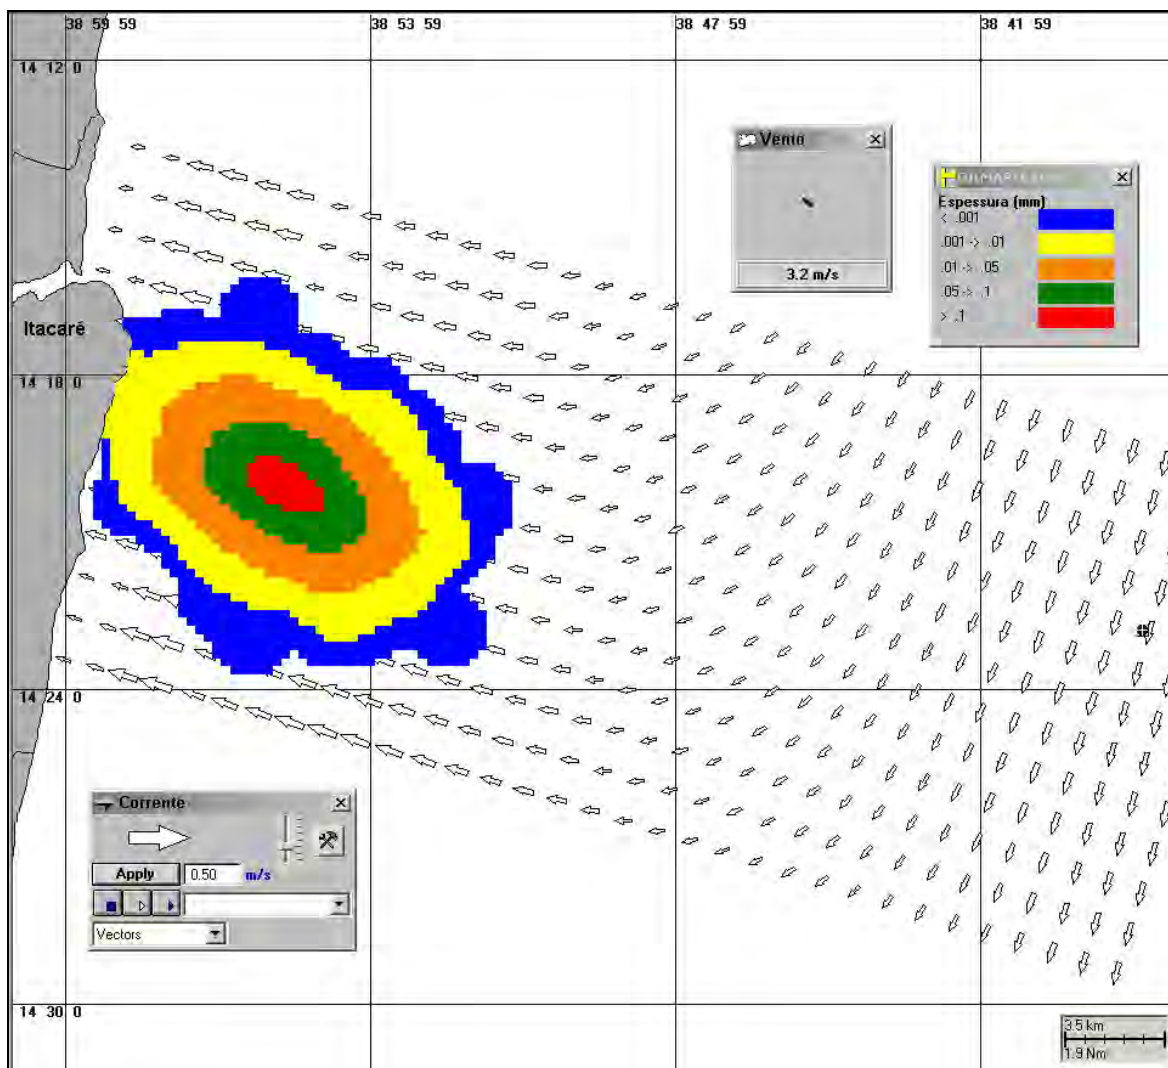 38 59 59
38 53 59
38 47 59
38 41 59
14 12 0
Vento
3.2 m/s
Espessura (mm)
< .001
.001 -> .01
.01 -> .05
.05 -> .1
> .1
Itacaré
14 18 0
14 24 0
Corrente
Apply
0.50
m/s
Vectors
14 30 0
3.5 km
1.9 Nm